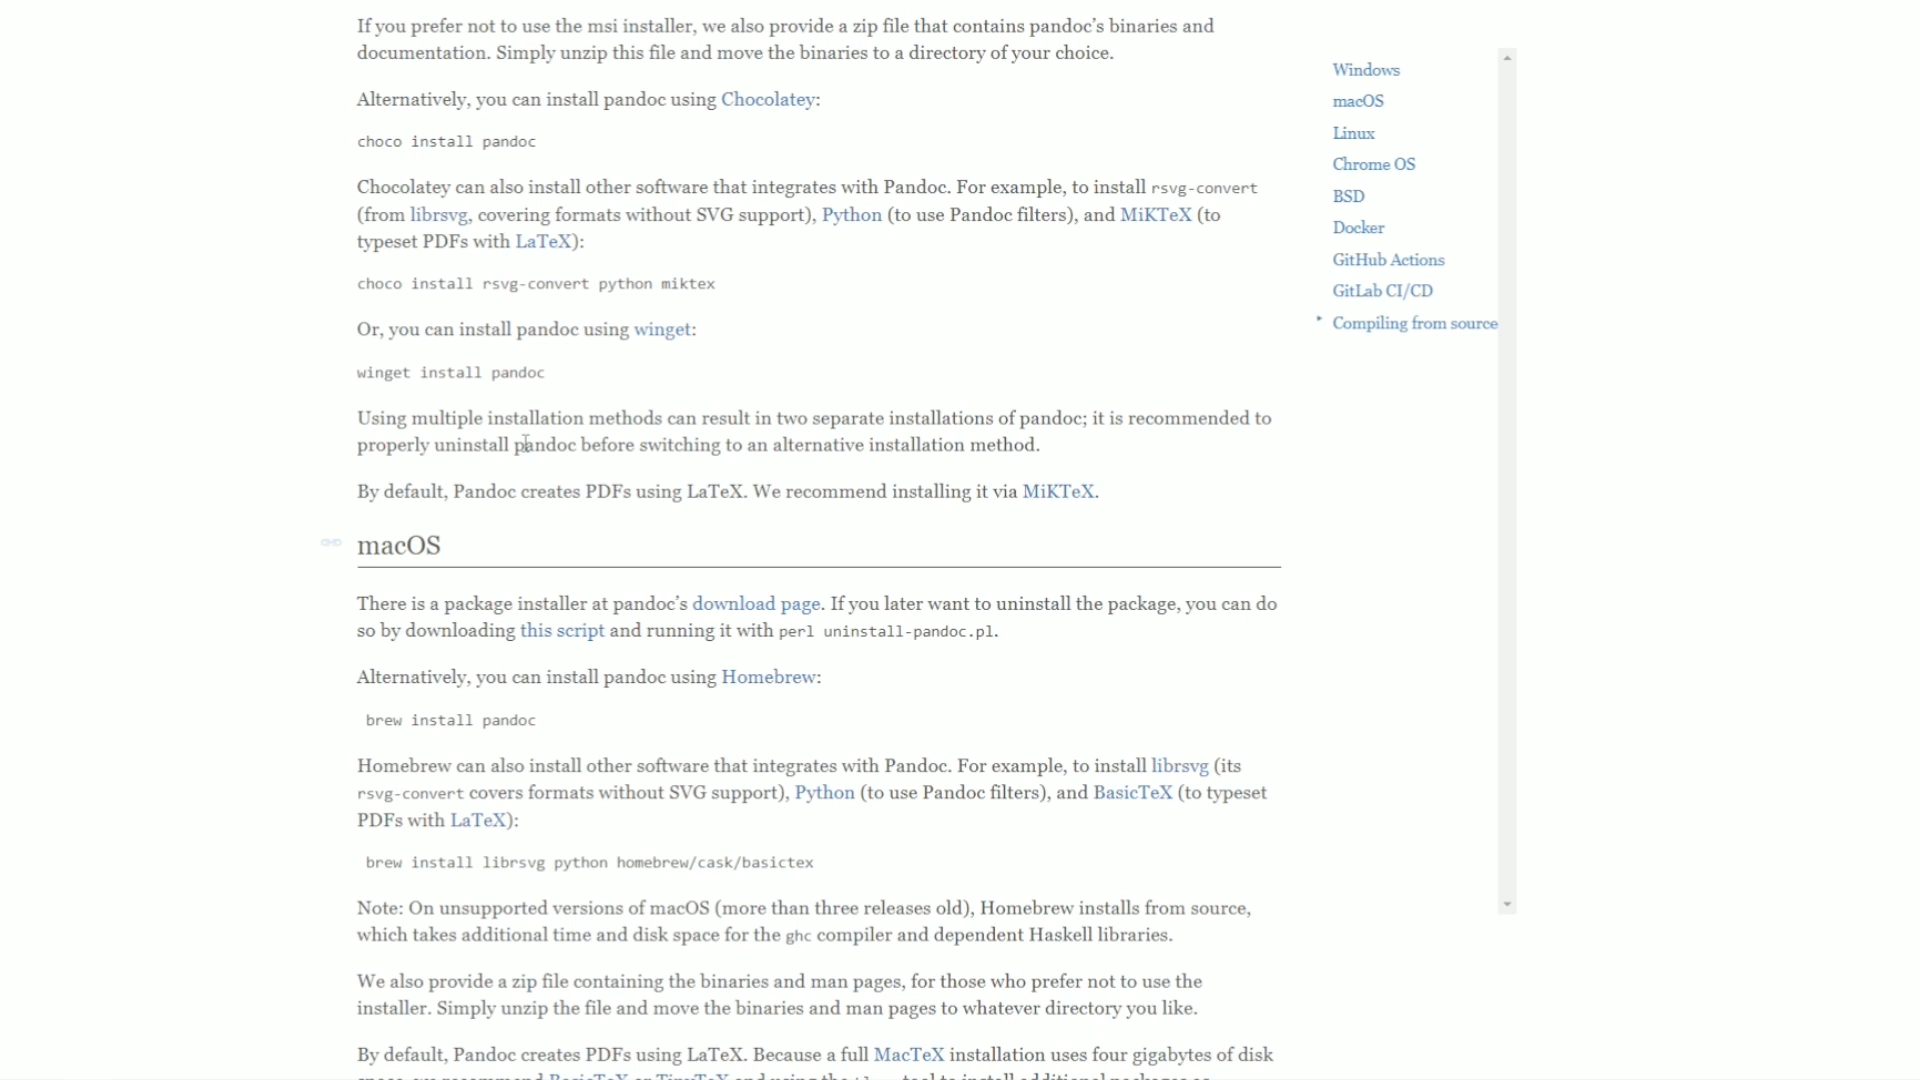 If you prefer not to use the msi installer, we also provide a zip file that contains pandoc’s binaries and
documentation. Simply unzip this file and move the binaries to a directory of your choice.
Alternatively, you can install pandoc using Chocolatey:
choco install pandoc
Chocolatey can also install other software that integrates with Pandoc. For example, to install rsvg-convert
(from librsvg, covering formats without SVG support), Python (to use Pandoc filters), and MiKTeX (to
typeset PDFs with LaTeX):
choco install rsvg-convert python miktex
Or, you can install pandoc using winget:
winget install pandoc
Using multiple installation methods can result in two separate installations of pandoc; it is recommended to
properly uninstall pandoc before switching to an alternative installation method.
By default, Pandoc creates PDFs using LaTeX. We recommend installing it via MiKTeX.
macOS
There is a package installer at pandoc’s download page. If you later want to uninstall the package, you can do
so by downloading this script and running it with perl uninstall-pandoc.pl.
Alternatively, you can install pandoc using Homebrew:
brew install pandoc
Homebrew can also install other software that integrates with Pandoc. For example, to install librsvg (its
rsvg-convert covers formats without SVG support), Python (to use Pandoc filters), and BasicTeX (to typeset
PDFs with LaTeX):
brew install librsvg python homebrew/cask/basictex
Note: On unsupported versions of macOS (more than three releases old), Homebrew installs from source,
which takes additional time and disk space for the ghc compiler and dependent Haskell libraries.
We also provide a zip file containing the binaries and man pages, for those who prefer not to use the
installer. Simply unzip the file and move the binaries and man pages to whatever directory you like.
By default, Pandoc creates PDFs using LaTeX. Because a full MacTeX installation uses four gigabytes of disk
Windows
macOS
Linux
Chrome OS
BSD
Docker
GitHub Actions
GitLab CI/CD
Compiling from source